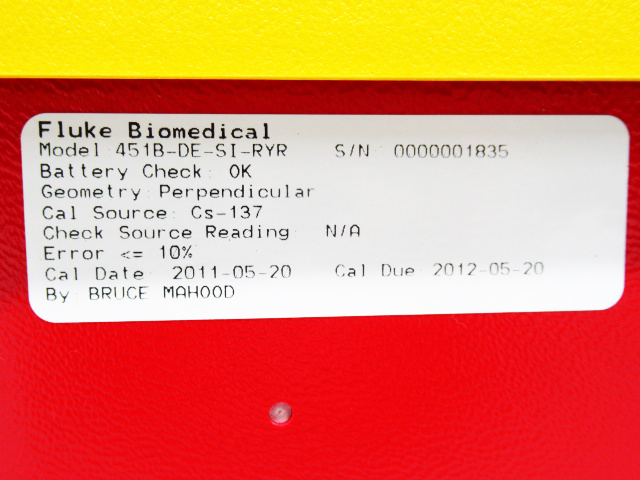 Fluke Biomedical
Model 451B-DE-SI-RYR S/N 0000001835
Battery Check: OK
Geometry: Perpendicular
Cal Source: Cs-137
Check Source Reading: N/A
Error <= 10%
Cal Date: 2011-05-20 Cal Due 2012-05-20
By: BRUCE MAHOOD